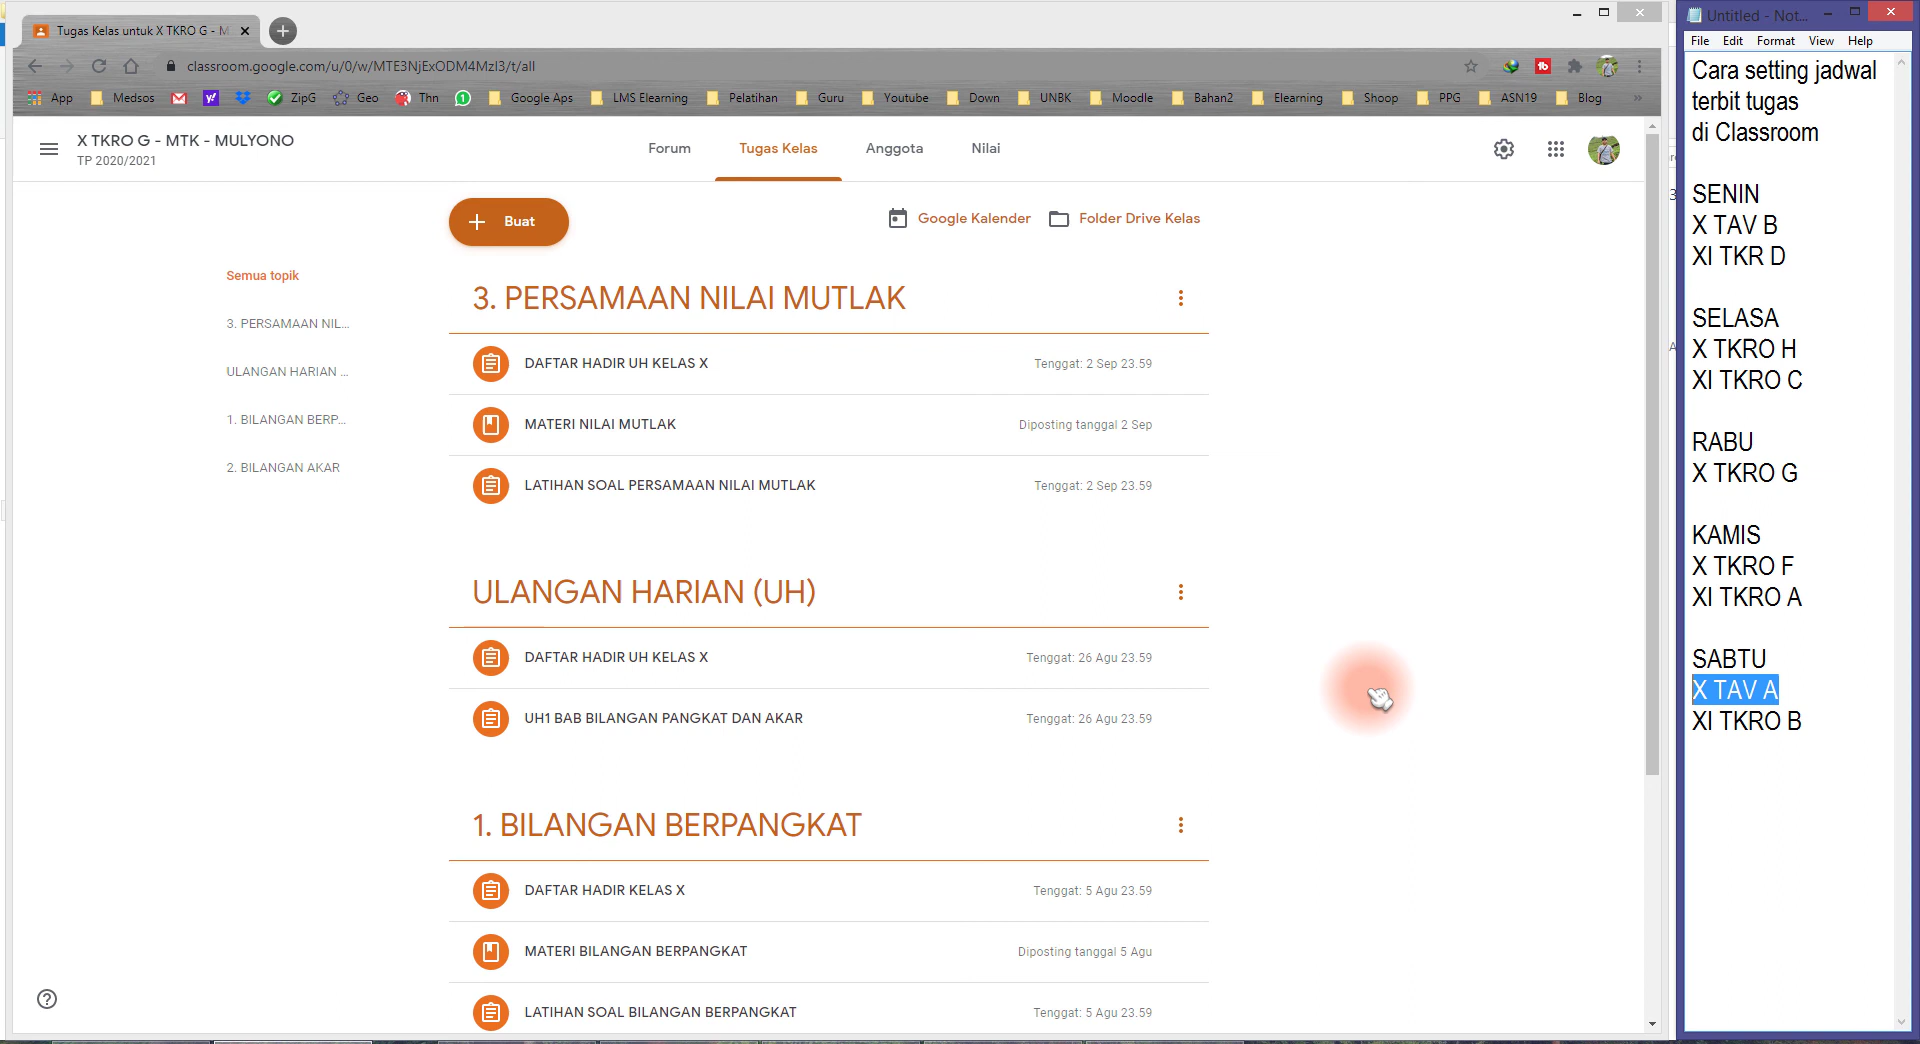 Tugas Kelas untuk X TKRO G - M
classroom.google.com/u/0/w/MTE3NjExODM4MzI3/t/all
App
Medsos
ZipG
Geo
Thn
Google Aps
LMS Elearning
Pelatihan
Guru
Youtube
Down
UNBK
Moodle
Bahan2
Elearning
Shoop
PPG
ASN19
Blog
X TKRO G - MTK - MULYONO
TP 2020/2021
Forum
Tugas Kelas
Anggota
Nilai
Buat
Google Kalender
Folder Drive Kelas
Semua topik
3. PERSAMAAN NIL...
ULANGAN HARIAN ...
1. BILANGAN BERP...
2. BILANGAN AKAR
3. PERSAMAAN NILAI MUTLAK
DAFTAR HADIR UH KELAS X Tenggat: 2 Sep 23.59
MATERI NILAI MUTLAK Diposting tanggal 2 Sep
LATIHAN SOAL PERSAMAAN NILAI MUTLAK Tenggat: 2 Sep 23.59
ULANGAN HARIAN (UH)
DAFTAR HADIR UH KELAS X Tenggat: 26 Agu 23.59
UH1 BAB BILANGAN PANGKAT DAN AKAR Tenggat: 26 Agu 23.59
1. BILANGAN BERPANGKAT
DAFTAR HADIR KELAS X Tenggat: 5 Agu 23.59
MATERI BILANGAN BERPANGKAT Diposting tanggal 5 Agu
LATIHAN SOAL BILANGAN BERPANGKAT Tenggat: 5 Agu 23.59
Untitled - Not...
File Edit Format View Help
Cara setting jadwal
terbit tugas
di Classroom
SENIN
X TAV B
XI TKR D
SELASA
X TKRO H
XI TKRO C
RABU
X TKRO G
KAMIS
X TKRO F
XI TKRO A
SABTU
X TAV A
XI TKRO B